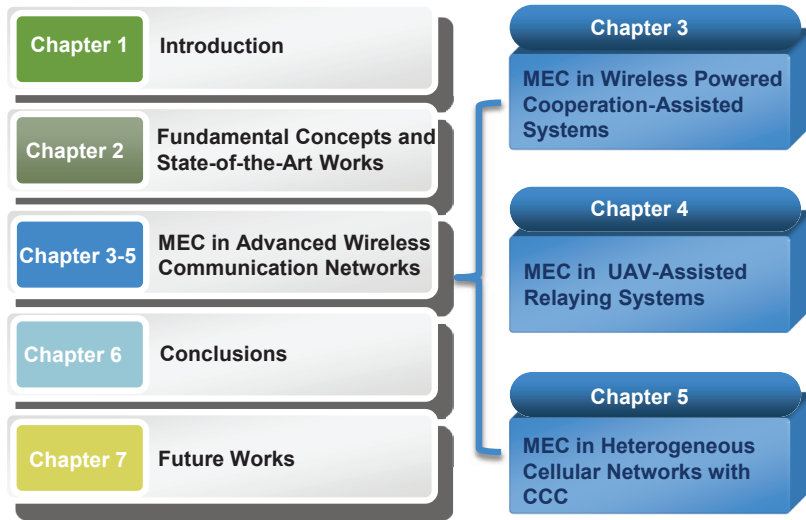 Chapter 1
Introduction
Chapter 2
Fundamental Concepts and
State-of-the-Art Works
Chapter 3-5
MEC in Advanced Wireless
Communication Networks
Chapter 6
Conclusions
Chapter 7
Future Works
Chapter 3
MEC in Wireless Powered
Cooperation-Assisted
Systems
Chapter 4
MEC in UAV-Assisted
Relaying Systems
Chapter 5
MEC in Heterogeneous
Cellular Networks with
CCC